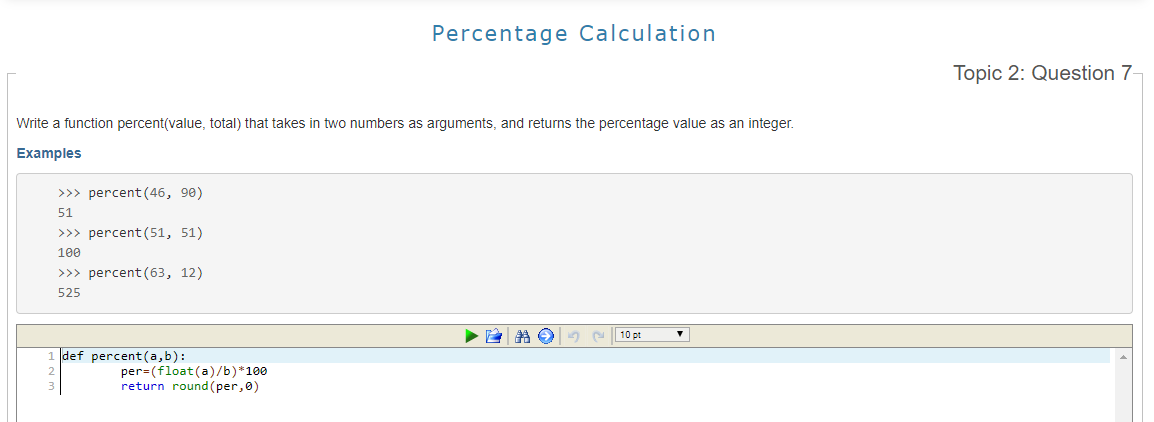 Percentage Calculation
Topic 2: Question 7
Write a function percent(value, total) that takes in two numbers as arguments, and returns the percentage value as an integer.
Examples
>>> percent(46, 90)
51
>>> percent(51, 51)
100
>>> percent(63, 12)
525
10 pt
1 def percent(a,b):
2 per=(float(a)/b)*100
3 return round(per,0)